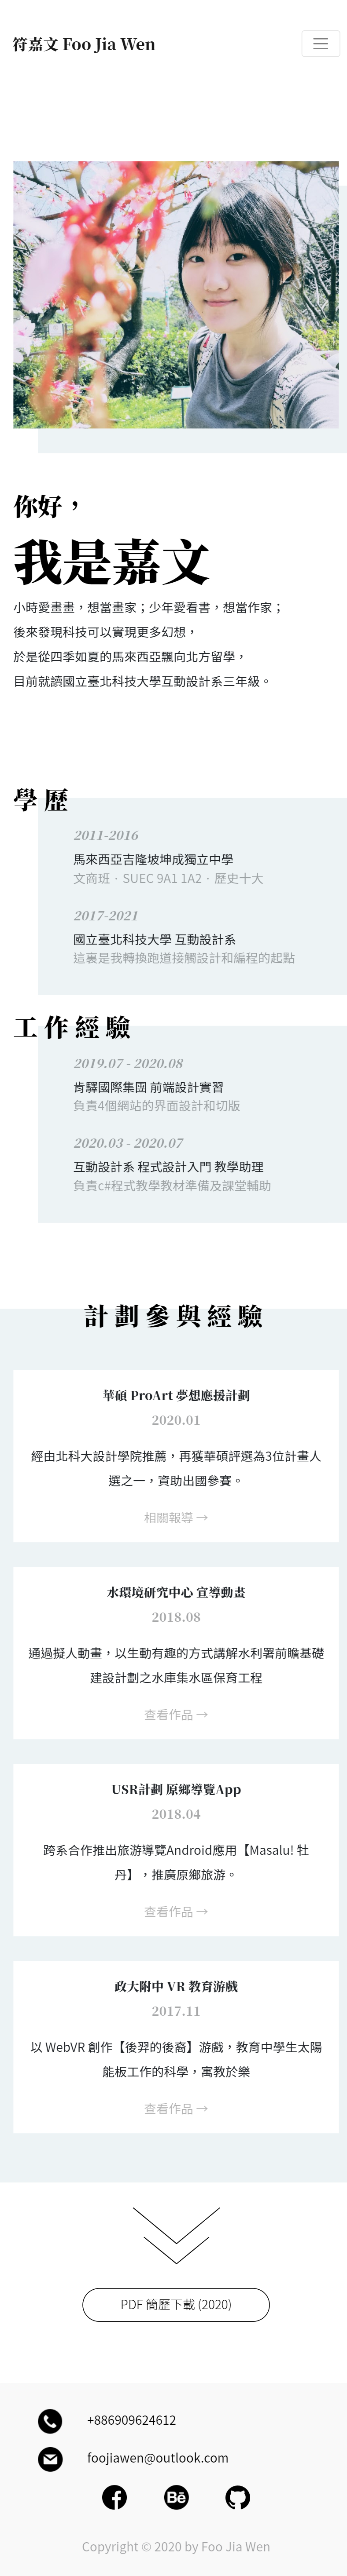 符嘉文 Foo Jia Wen
你好，
我是嘉文
小時愛畫畫，想當畫家；少年愛看書，想當作家；
後來發現科技可以實現更多幻想，
於是從四季如夏的馬來西亞飄向北方留學，
目前就讀國立臺北科技大學互動設計系三年級。
學歷
2011-2016
馬來西亞吉隆坡坤成獨立中學
文商班．SUEC 9A1 1A2．歷史十大
2017-2021
國立臺北科技大學 互動設計系
這裏是我轉換跑道接觸設計和編程的起點
工作經驗
2019.07 - 2020.08
肯驛國際集團 前端設計實習
負責4個網站的界面設計和切版
2020.03 - 2020.07
互動設計系 程式設計入門 教學助理
負責c#程式教學教材準備及課堂輔助
計劃參與經驗
華碩 ProArt 夢想應援計劃
2020.01
經由北科大設計學院推薦，再獲華碩評選為3位計畫人
選之一，資助出國參賽。
相關報導 →
水環境研究中心 宣導動畫
2018.08
通過擬人動畫，以生動有趣的方式講解水利署前瞻基礎
建設計劃之水庫集水區保育工程
查看作品 →
USR計劃 原鄉導覽App
2018.04
跨系合作推出旅游導覽Android應用【Masalu! 牡
丹】，推廣原鄉旅游。
查看作品 →
政大附中 VR 教育游戲
2017.11
以 WebVR 創作【後羿的後裔】游戲，教育中學生太陽
能板工作的科學，寓教於樂
查看作品 →
PDF 簡歷下載 (2020)
+886909624612
foojiawen@outlook.com
Bē
Copyright © 2020 by Foo Jia Wen